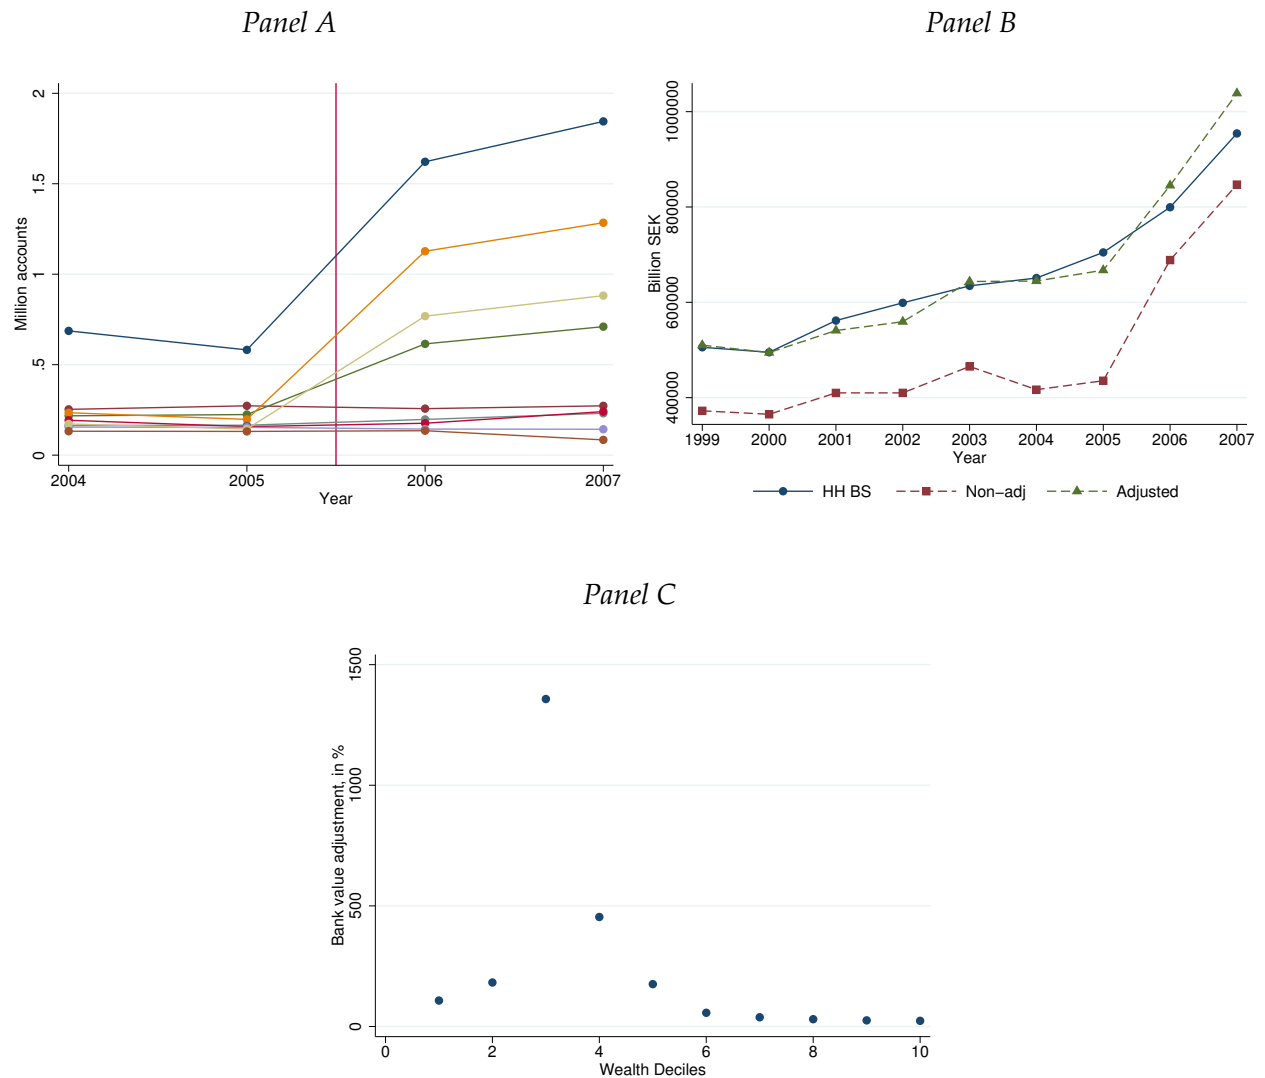 Panel A
2
1.5
1
.5
0
Million accounts
2004 2005 2006 2007
Year
Panel B
1000000
800000
600000
400000
Billion SEK
1999 2000 2001 2002 2003 2004 2005 2006 2007
Year
HH BS Non−adj Adjusted
Panel C
1500
1000
500
0
Bank value adjustment, in %
0 2 4 6 8 10
Wealth Deciles